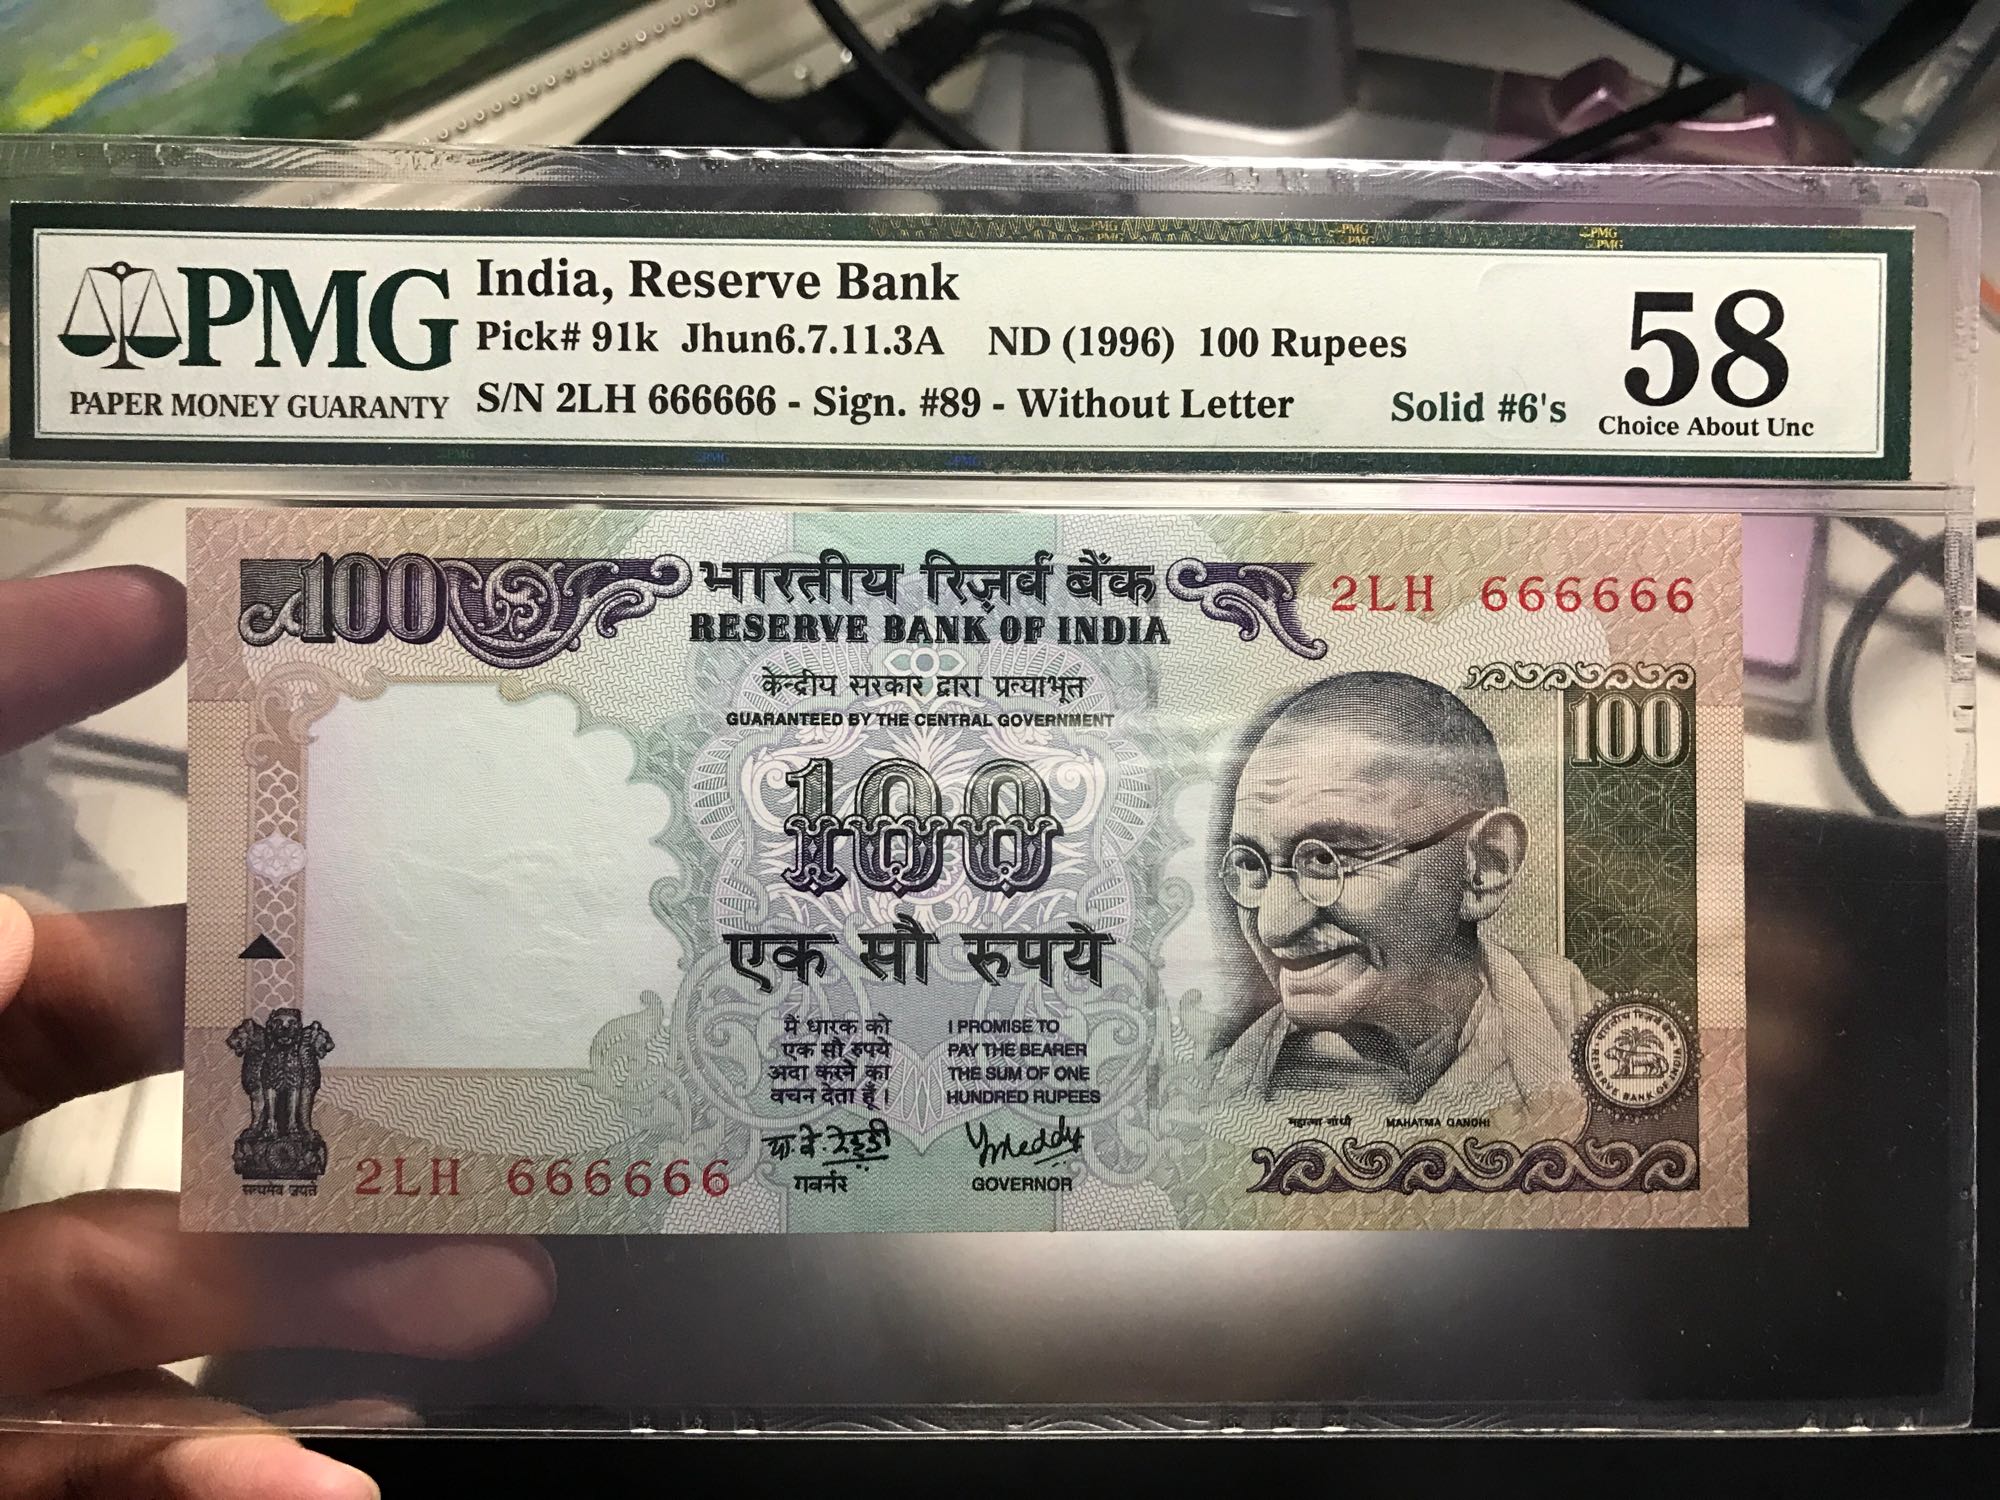 PMG
PAPER MONEY GUARANTY
India, Reserve Bank
Pick# 91k Jhun6.7.11.3A ND (1996) 100 Rupees
S/N 2LH 666666 - Sign. #89 - Without Letter
Solid #6's
58
Choice About Unc
100
भारतीय रिज़र्व बैंक
RESERVE BANK OF INDIA
2LH 666666
केन्द्रीय सरकार द्वारा प्रत्याभूत
GUARANTEED BY THE CENTRAL GOVERNMENT
100
100
एक सौ रुपये
मैं धारक को
एक सौ रुपये
अदा करने का
वचन देता हूँ।
I PROMISE TO
PAY THE BEARER
THE SUM OF ONE
HUNDRED RUPEES
गवर्नर
GOVERNOR
भारतीय रिज़र्व बैंक
RESERVE BANK OF INDIA
महात्मा गांधी MAHATMA GANDHI
सत्यमेव जयते
2LH 666666